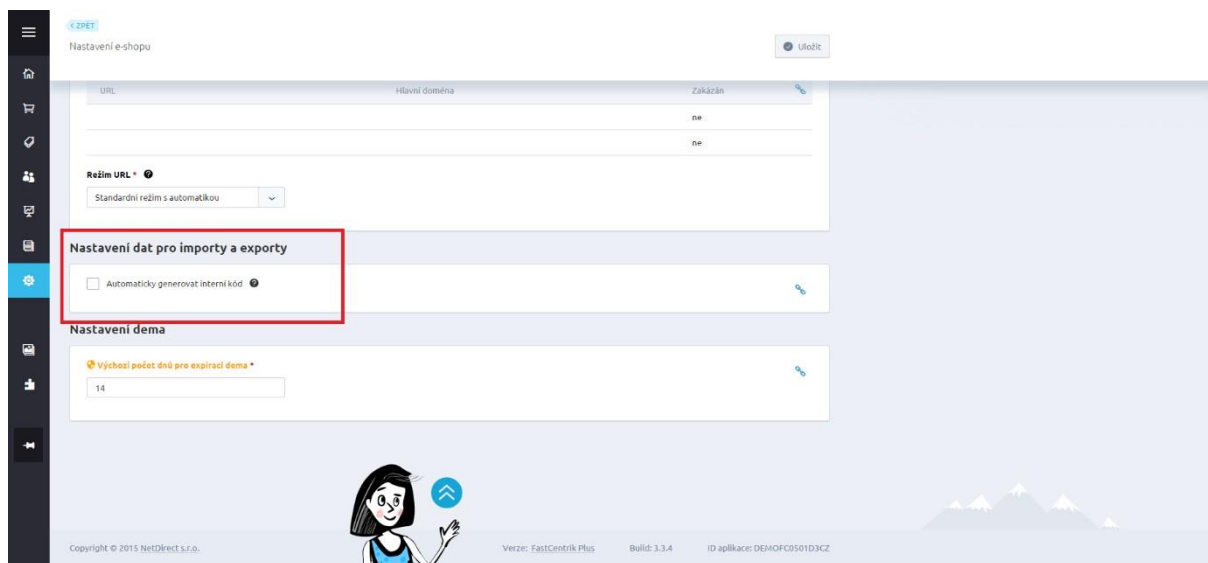 < ZPĚT
Nastavení e-shopu
Uložit
URL Hlavní doména Zakázán
ne
ne
Režim URL *
Standardní režim s automatikou
Nastavení dat pro importy a exporty
Automaticky generovat interní kód
Nastavení dema
Výchozí počet dnů pro expiraci dema *
14
Copyright © 2015 NetDirect s.r.o. Verze: FastCentrik Plus Build: 3.3.4 ID aplikace: DEMOFC0501D3CZ